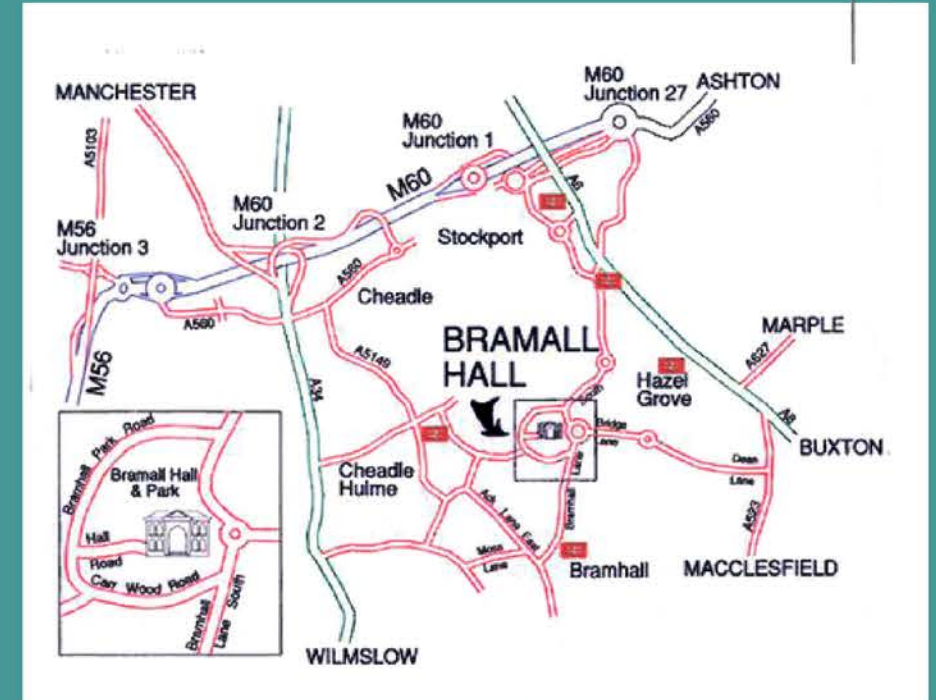 M60
Junction 27
ASHTON
MANCHESTER
A560
M60
Junction 1
A5103
A6
M60
M60
Junction 2
M56
Junction 3
Stockport
A560
Cheadle
A560
MARPLE
A627
BRAMALL
HALL
A5149
M56
Hazel
Grove
A34
South
Bridge
Lane
BUXTON
Dean
Lane
Cheadle
Hulme
Lane
Bramhall
Ack Lane East
A523
Moss
Lane
Bramhall
MACCLESFIELD
WILMSLOW
Bramhall Park Road
Bramall Hall
& Park
Hall
Road
Carr Wood Road
Bramhall
Lane South